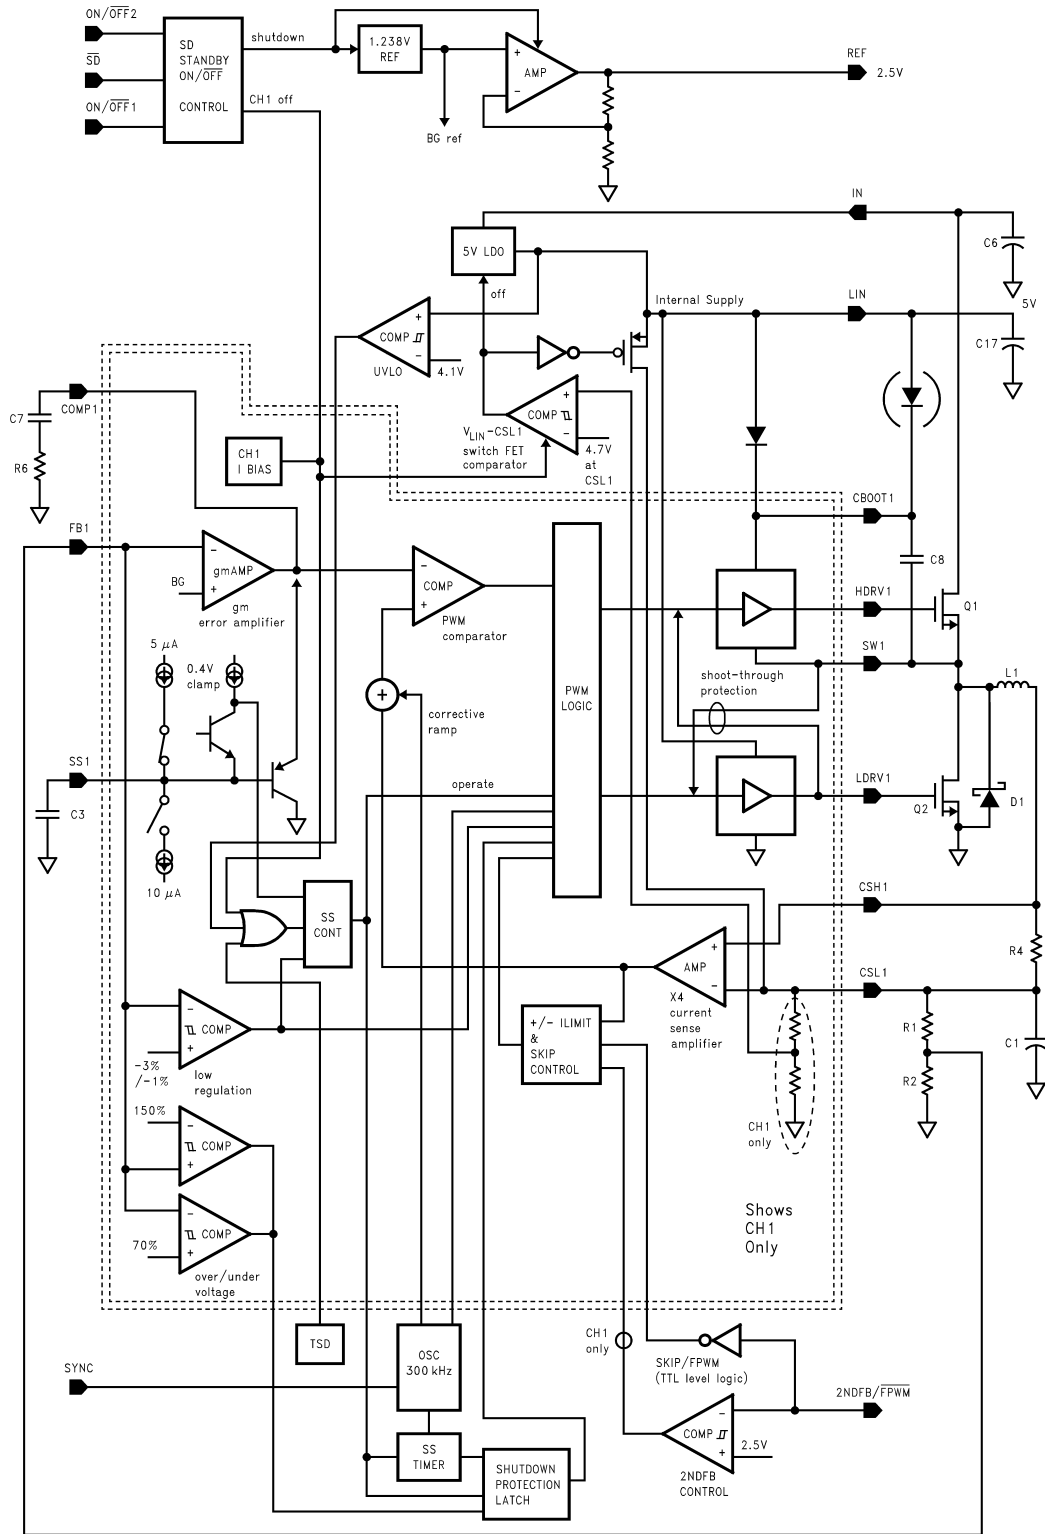 ON/OFF2
SD
ON/OFF1
SD
STANDBY
ON/OFF
CONTROL
shutdown
CH1 off
1.238V
REF
BG ref
+
AMP
-
REF
2.5V
IN
C6
5V LDO
off
Internal Supply
LIN
5V
C17
+
COMP
-
UVLO
4.1V
+
COMP
-
VLIN-CSL1
switch FET
comparator
4.7V
at
CSL1
COMP1
C7
R6
CH1
I BIAS
CBOOT1
C8
FB1
-
gmAMP
+
BG
gm
error amplifier
-
COMP
+
PWM
comparator
PWM
LOGIC
HDRV1
Q1
SW1
L1
shoot-through
protection
5 μA
0.4V
clamp
+
corrective
ramp
SS1
C3
10 μA
operate
LDRV1
Q2
D1
SS
CONT
CSH1
R4
+
AMP
-
X4
current
sense
amplifier
CSL1
R1
R2
C1
-
COMP
+
-3%
/-1%
low
regulation
+/- ILIMIT
&
SKIP
CONTROL
CH1
only
150%
-
COMP
+
-
COMP
+
70%
over/under
voltage
Shows
CH1
Only
TSD
OSC
300 kHz
SYNC
CH1
only
SKIP/FPWM
(TTL level logic)
2NDFB/FPWM
-
COMP
+
2.5V
2NDFB
CONTROL
SS
TIMER
SHUTDOWN
PROTECTION
LATCH